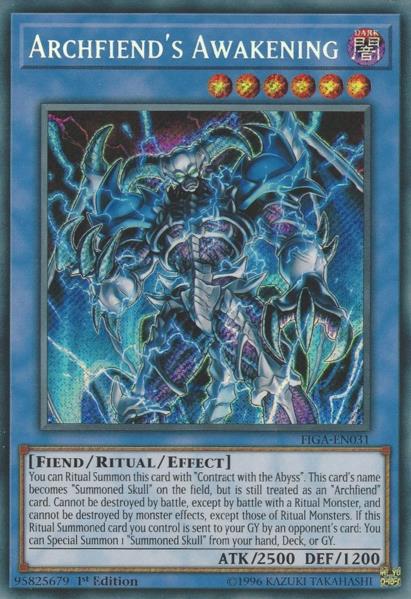 ARCHFIEND'S AWAKENING
DARK
闇
FIGA-EN031
[FIEND/RITUAL/EFFECT]
You can Ritual Summon this card with "Contract with the Abyss". This card's name
becomes "Summoned Skull" on the field, but is still treated as an "Archfiend"
card. Cannot be destroyed by battle, except by battle with a Ritual Monster, and
cannot be destroyed by monster effects, except those of Ritual Monsters. If this
Ritual Summoned card you control is sent to your GY by an opponent's card: You
can Special Summon 1 "Summoned Skull" from your hand, Deck, or GY.
ATK/2500 DEF/1200
95825679 1st Edition ©1996 KAZUKI TAKAHASHI